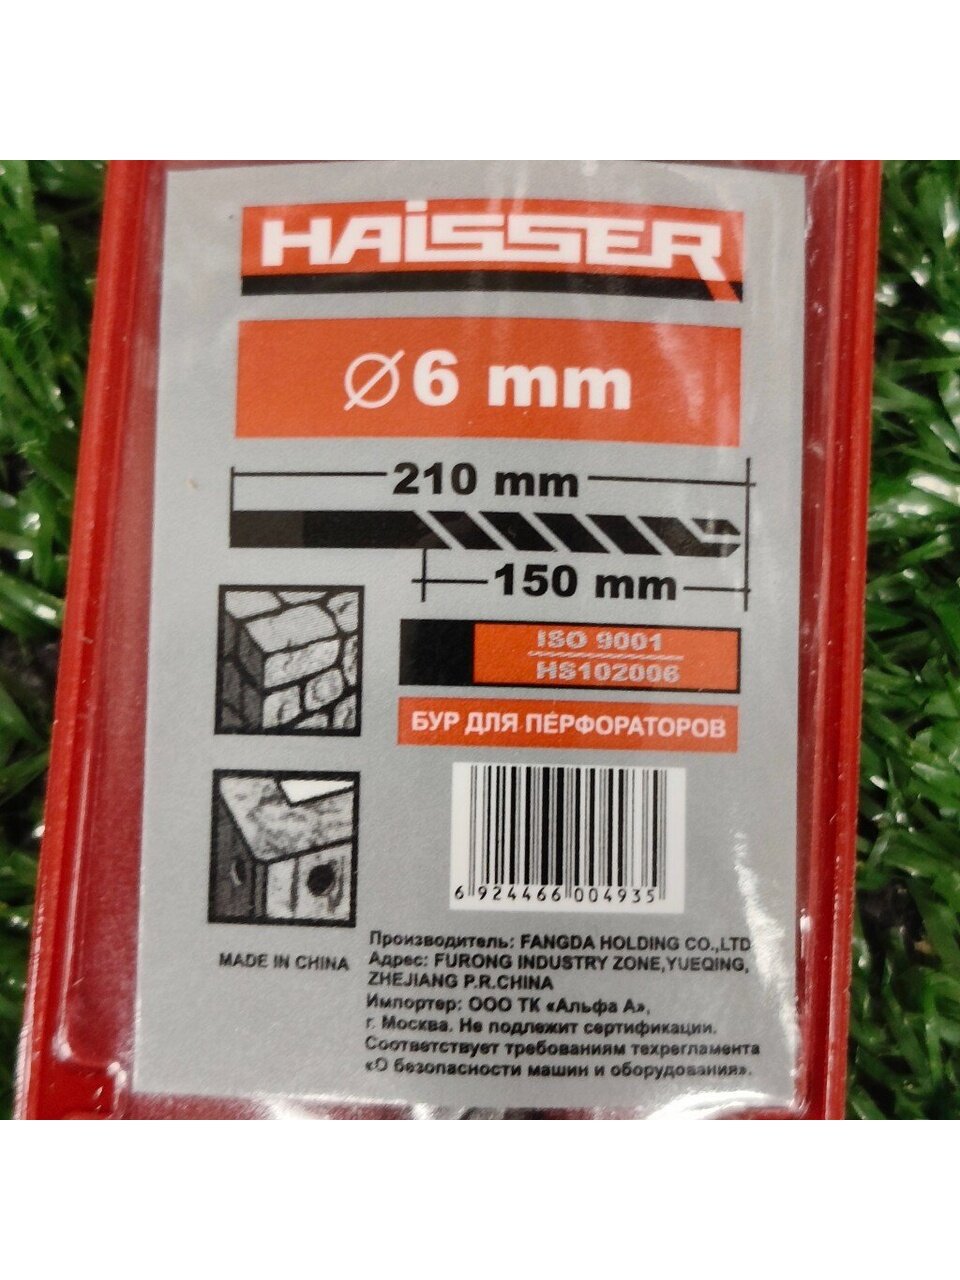 HAISSER
⌀6 mm
210 mm
150 mm
ISO 9001
HS102006
БУР ДЛЯ ПЕРФОРАТОРОВ
6 924466 004935
MADE IN CHINA
Производитель: FANGDA HOLDING CO.,LTD
Адрес: FURONG INDUSTRY ZONE,YUEQING,
ZHEJIANG P.R.CHINA
Импортер: ООО ТК «Альфа А»,
г. Москва. Не подлежит сертификации.
Соответствует требованиям техрегламента
«О безопасности машин и оборудования».